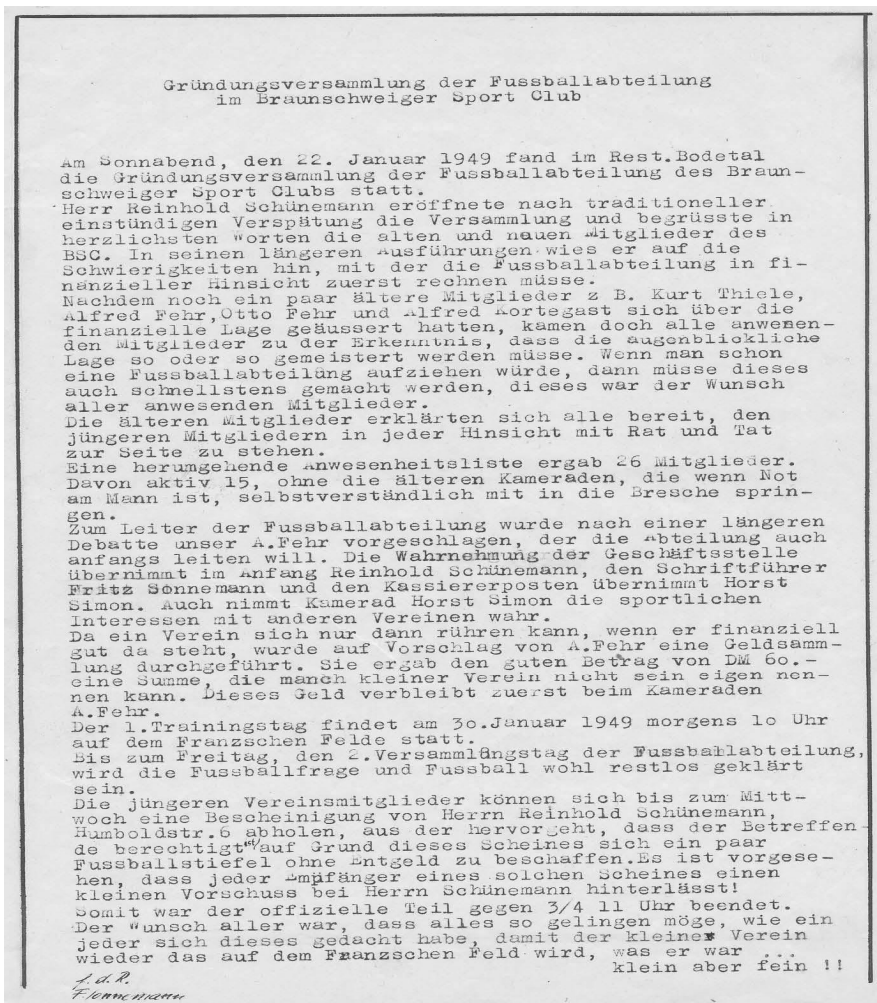 Gründungsversammlung der Fussballabteilung
im Braunschweiger Sport Club
Am Sonnabend, den 22. Januar 1949 fand im Rest.Bodetal
die Gründungsversammlung der Fussballabteilung des Braun-
schweiger Sport Clubs statt.
Herr Reinhold Schünemann eröffnete nach traditioneller
einstündigen Verspätung die Versammlung und begrüsste in
herzlichsten Worten die alten und neuen Mitglieder des
BSC. In seinen längeren Ausführungen wies er auf die
Schwierigkeiten hin, mit der die Fussballabteilung in fi-
nanzieller Hinsicht zuerst rechnen müsse.
Nachdem noch ein paar ältere Mitglieder z B. Kurt Thiele,
Alfred Fehr,Otto Fehr und Alfred Kortegast sich über die
finanzielle Lage geäussert hatten, kamen doch alle anwesen-
den Mitglieder zu der Erkenntnis, dass die augenblickliche
Lage so oder so gemeistert werden müsse. Wenn man schon
eine Fussballabteilung aufziehen würde, dann müsse dieses
auch schnellstens gemacht werden, dieses war der Wunsch
aller anwesenden Mitglieder.
Die älteren Mitglieder erklärten sich alle bereit, den
jüngeren Mitgliedern in jeder Hinsicht mit Rat und Tat
zur Seite zu stehen.
Eine herumgehende Anwesenheitsliste ergab 26 Mitglieder.
Davon aktiv 15, ohne die älteren Kameraden, die wenn Not
am Mann ist, selbstverständlich mit in die Bresche sprin-
gen.
Zum Leiter der Fussballabteilung wurde nach einer längeren
Debatte unser A.Fehr vorgeschlagen, der die Abteilung auch
anfangs leiten will. Die Wahrnehmung der Geschäftsstelle
übernimmt im Anfang Reinhold Schünemann, den Schriftführer
Fritz Sonnemann und den Kassiererposten übernimmt Horst
Simon. Auch nimmt Kamerad Horst Simon die sportlichen
Interessen mit anderen Vereinen wahr.
Da ein Verein sich nur dann rühren kann, wenn er finanziell
gut da steht, wurde auf Vorschlag von A.Fehr eine Geldsamm-
lung durchgeführt. Sie ergab den guten Betrag von DM 60.-
eine Summe, die manch kleiner Verein nicht sein eigen nen-
nen kann. Dieses Geld verbleibt zuerst beim Kameraden
A.Fehr.
Der 1.Trainingstag findet am 30.Januar 1949 morgens 10 Uhr
auf dem Franzschen Felde statt.
Bis zum Freitag, den 2.Versammlungstag der Fussballabteilung,
wird die Fussballfrage und Fussball wohl restlos geklärt
sein.
Die jüngeren Vereinsmitglieder können sich bis zum Mitt-
woch eine Bescheinigung von Herrn Reinhold Schünemann,
Humboldstr.6 abholen, aus der hervorgeht, dass der Betreffen-
de berechtigt ist/auf Grund dieses Scheines sich ein paar
Fussballstiefel ohne Entgeld zu beschaffen.Es ist vorgese-
hen, dass jeder Empfänger eines solchen Scheines einen
kleinen Vorschuss bei Herrn Schünemann hinterlässt!
Somit war der offizielle Teil gegen 3/4 11 Uhr beendet.
Der Wunsch aller war, dass alles so gelingen möge, wie ein
jeder sich dieses gedacht habe, damit der kleine Verein
wieder das auf dem Franzschen Feld wird, was er war ...
klein aber fein !!
f.d.R.
F.Sonnemann